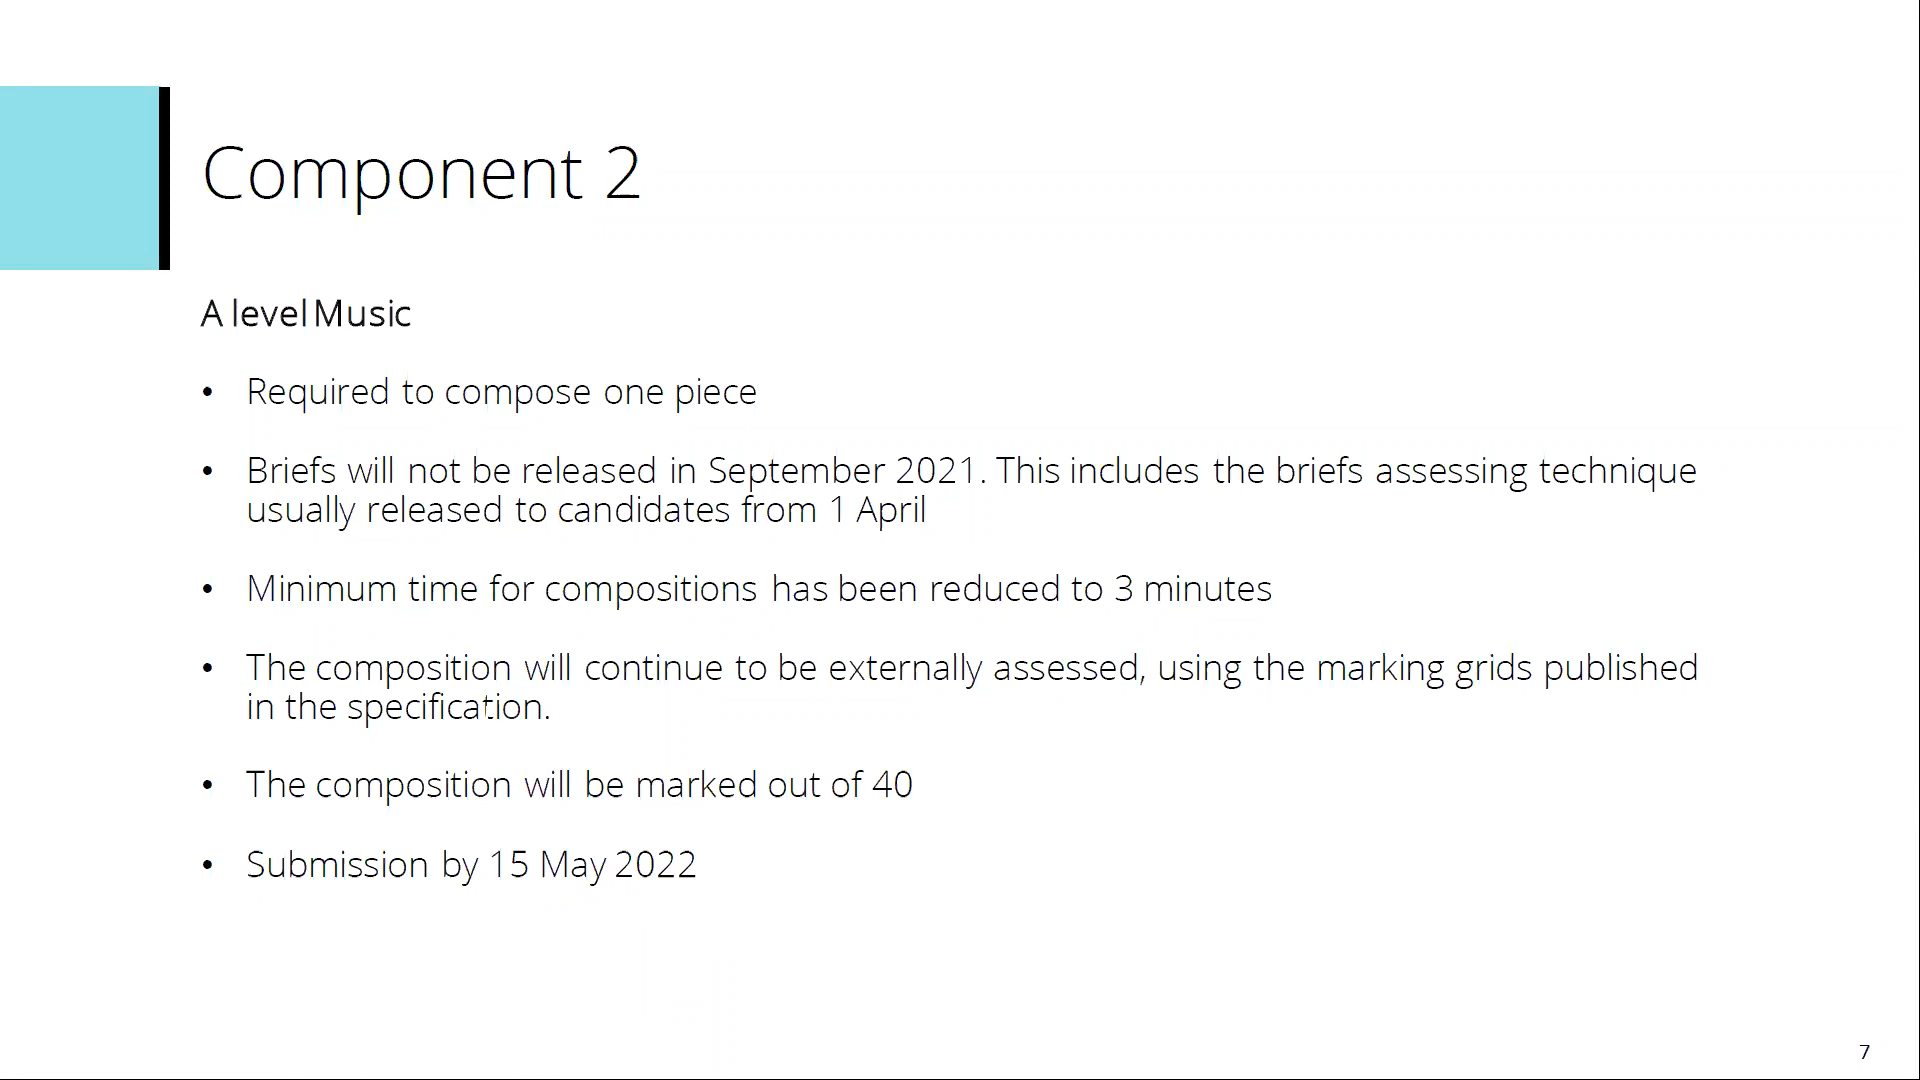 Component 2
A level Music
• Required to compose one piece
• Briefs will not be released in September 2021. This includes the briefs assessing technique
usually released to candidates from 1 April
• Minimum time for compositions has been reduced to 3 minutes
• The composition will continue to be externally assessed, using the marking grids published
in the specification.
• The composition will be marked out of 40
• Submission by 15 May 2022
7